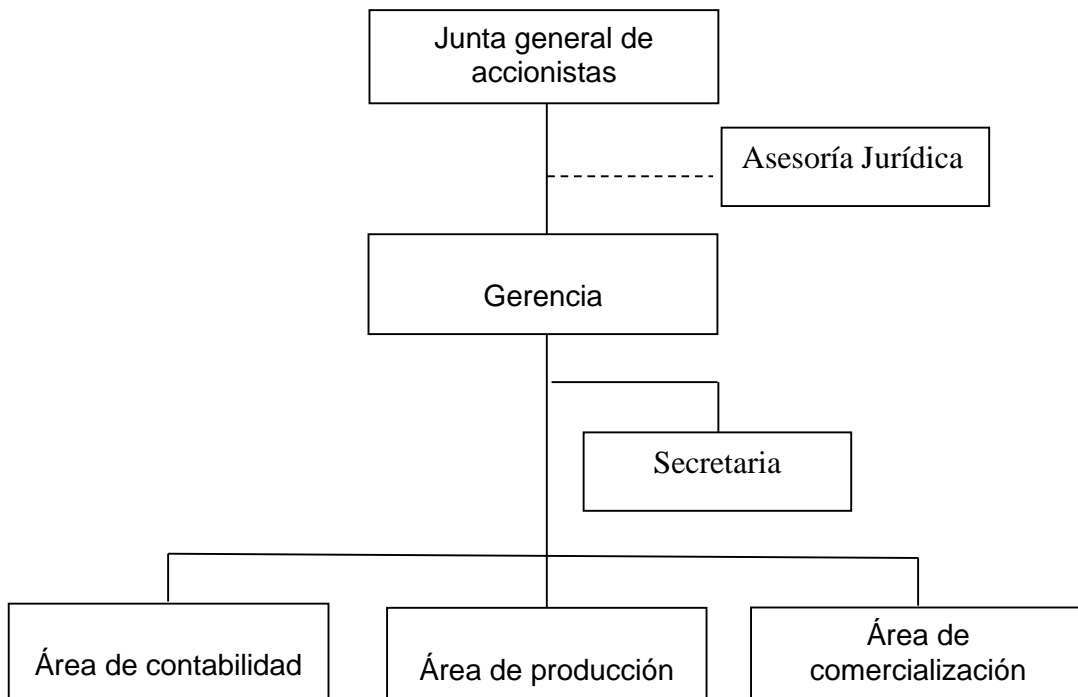 Junta general de
accionistas
Asesoría Jurídica
Gerencia
Secretaria
Área de contabilidad
Área de producción
Área de
comercialización